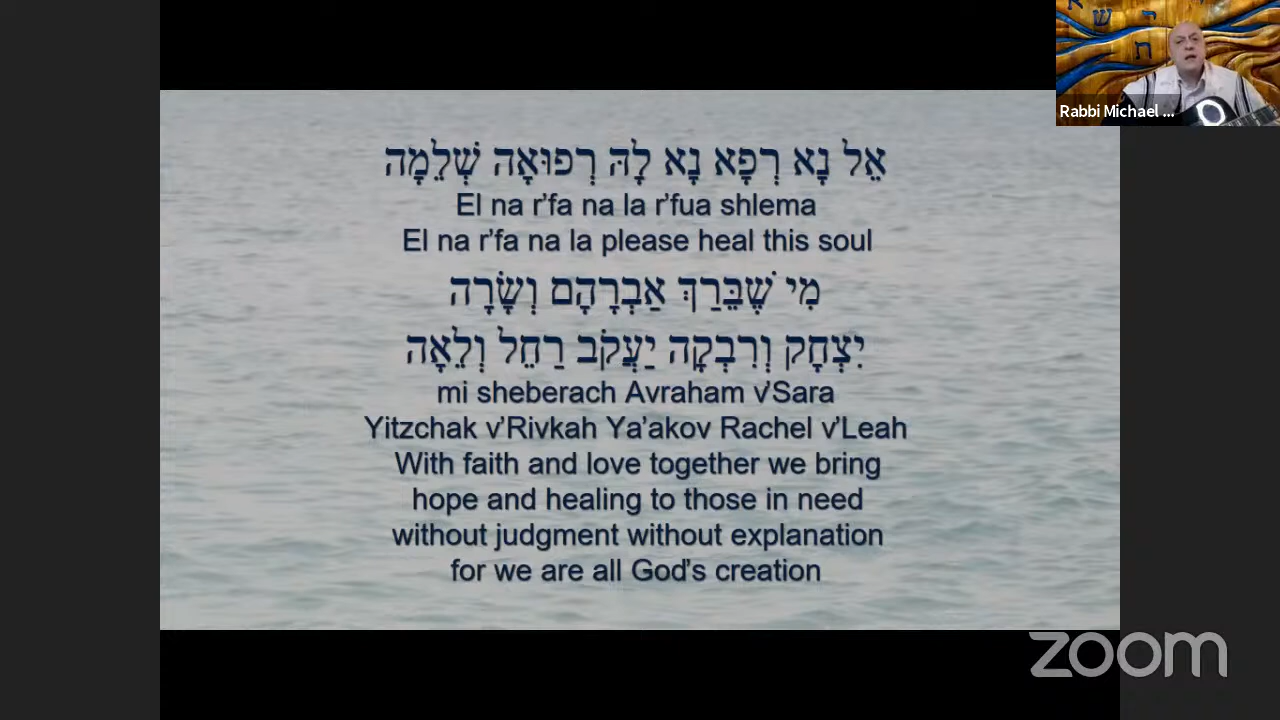 אֵל נָא רְפָא נָא לָהּ רְפוּאָה שְׁלֵמָה
El na r'fa na la r'fua shlema
El na r'fa na la please heal this soul
מִי שֶׁבֵּרַךְ אַבְרָהָם וְשָׂרָה
יִצְחָק וְרִבְקָה יַעֲקֹב רַחֵל וְלֵאָה
mi sheberach Avraham v'Sara
Yitzchak v'Rivkah Ya'akov Rachel v'Leah
With faith and love together we bring
hope and healing to those in need
without judgment without explanation
for we are all God's creation
Rabbi Michael ...
zoom